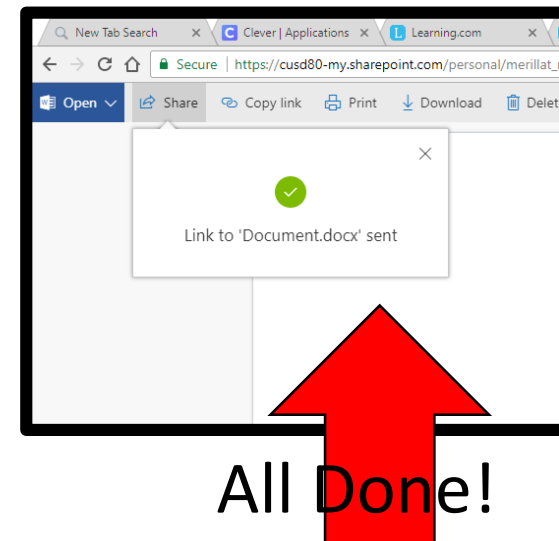 New Tab Search × C Clever | Applications × L Learning.com ×
Secure | https://cusd80-my.sharepoint.com/personal/merillat_
Open Share Copy link Print Download Delet
Link to 'Document.docx' sent
All Done!